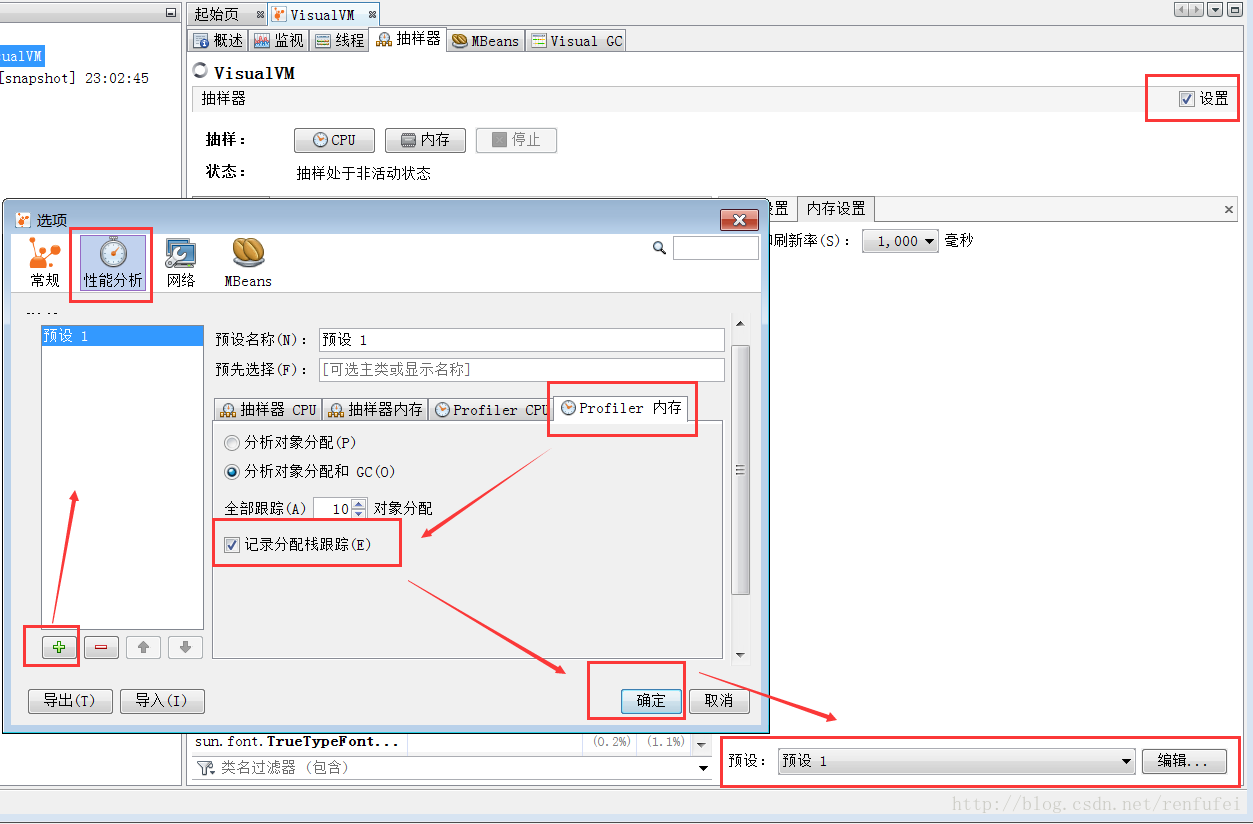 起始页 VisualVM
ualVM
[snapshot] 23:02:45
概述 监视 线程 抽样器 MBeans Visual GC
VisualVM
抽样器 设置
抽样： CPU 内存 停止
状态： 抽样处于非活动状态
置 内存设置
刷新率(S)： 1,000 毫秒
选项
常规 性能分析 网络 MBeans
预设 1
预设名称(N)： 预设 1
预先选择(F)： [可选主类或显示名称]
抽样器 CPU 抽样器内存 Profiler CPU Profiler 内存
分析对象分配(P)
分析对象分配和 GC(O)
全部跟踪(A) 10 对象分配
记录分配栈跟踪(E)
确定 取消
导出(T) 导入(I)
sun.font.TrueTypeFont... (0.2%) (1.1%)
类名过滤器 (包含)
预设： 预设 1 编辑...
http://blog.csdn.net/renfufei